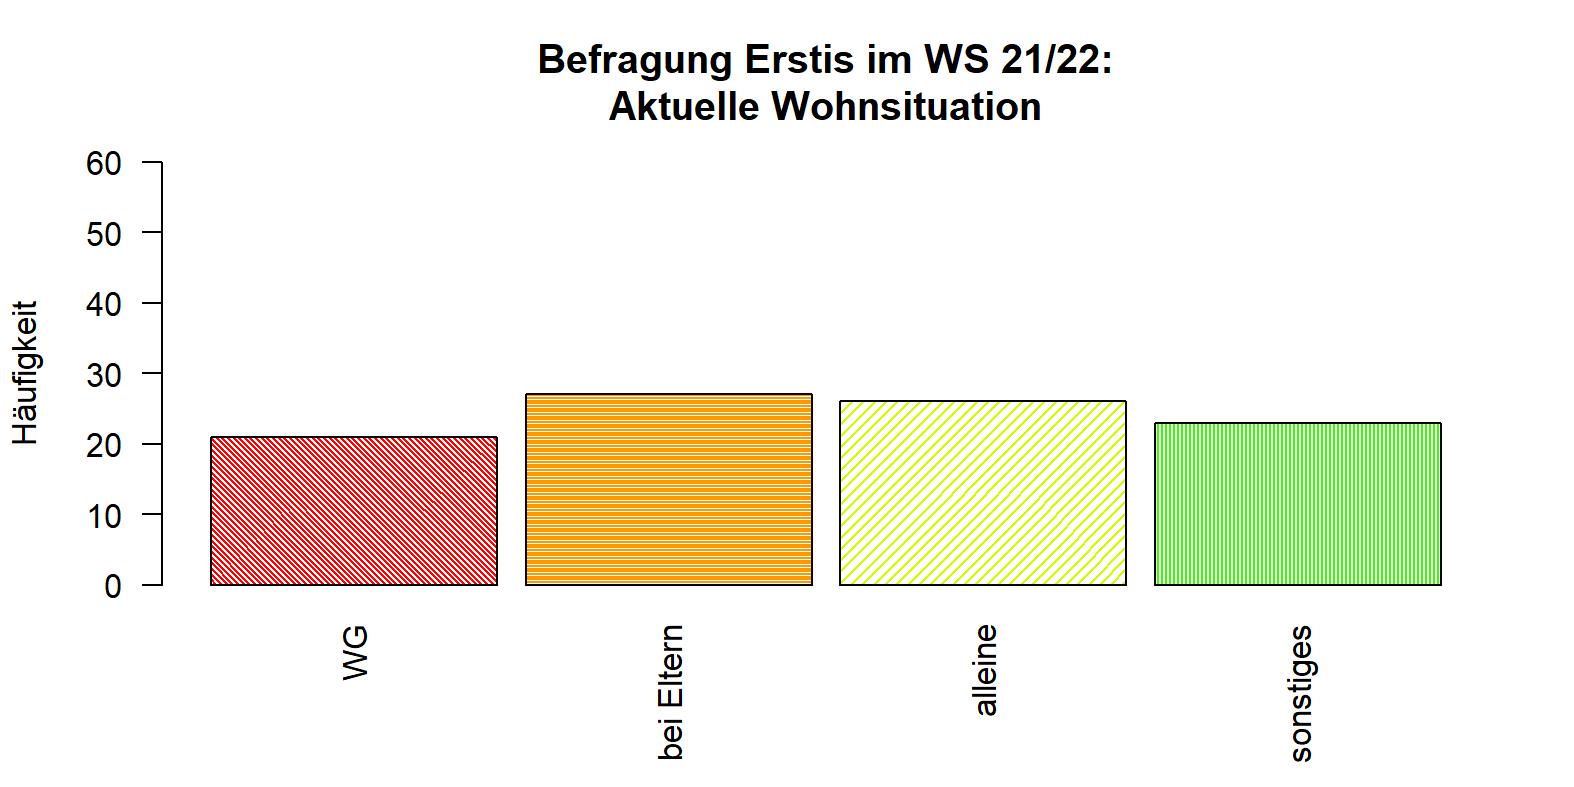 Befragung Erstis im WS 21/22:
Aktuelle Wohnsituation
Häufigkeit
60
50
40
30
20
10
0
WG
bei Eltern
alleine
sonstiges